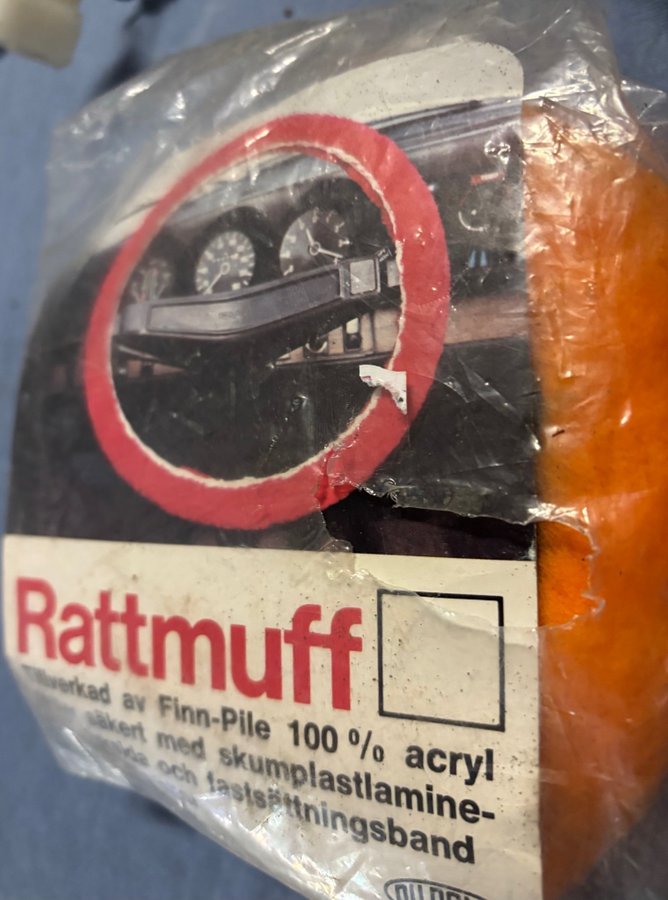 Rattmuff
Tillverkad av Finn-Pile 100% acryl
säkert med skumplastlamine-
och fastsättningsband